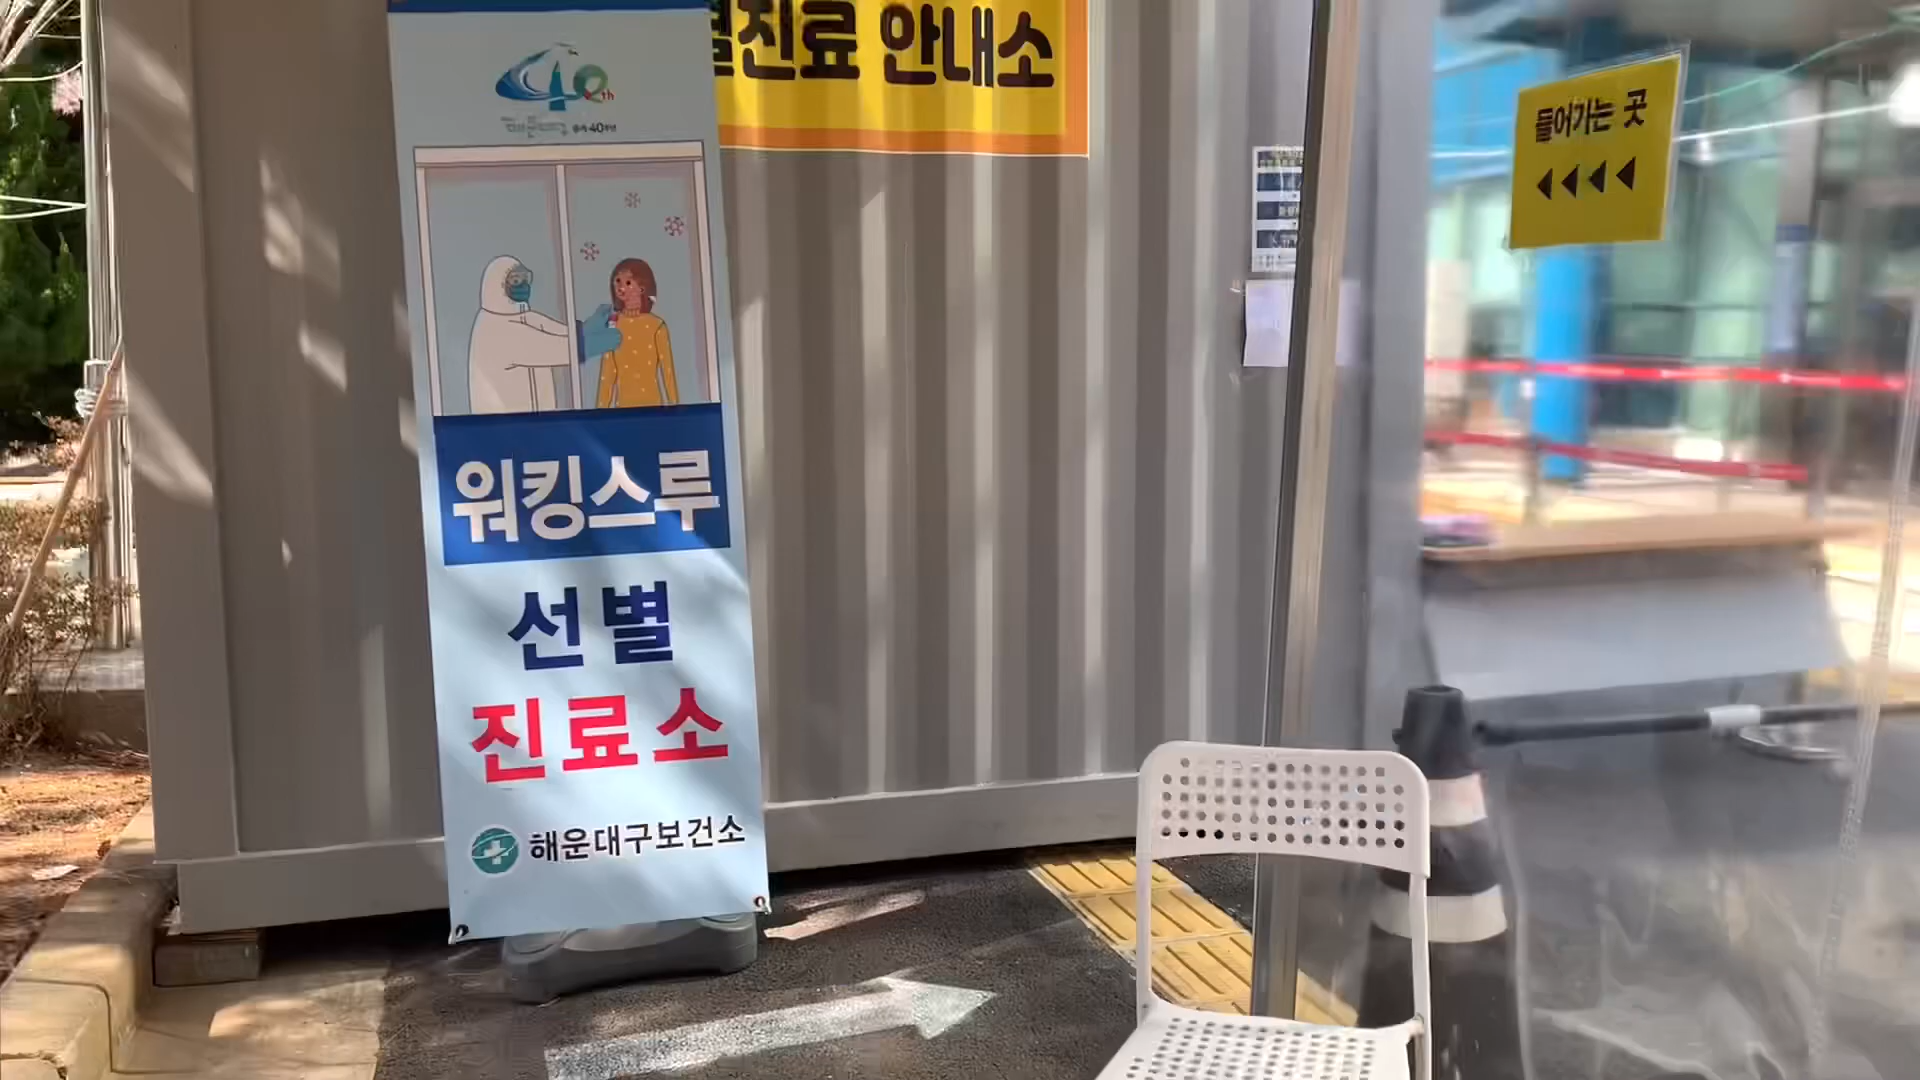 별진료 안내소
40th
워킹스루
선별
진료소
해운대구보건소
들어가는 곳